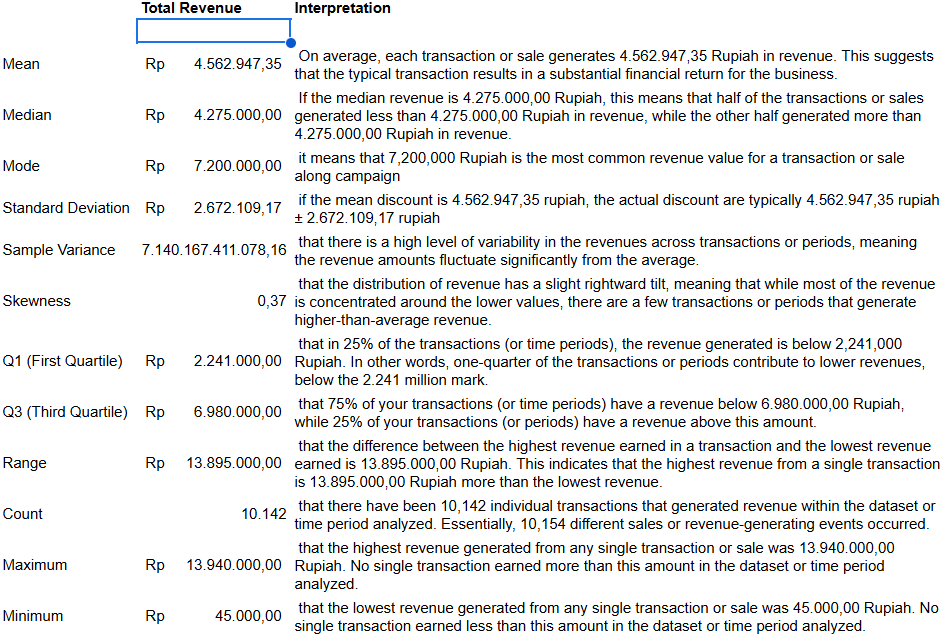 Total Revenue Interpretation
Mean Rp 4.562.947,35 On average, each transaction or sale generates 4.562.947,35 Rupiah in revenue. This suggests
that the typical transaction results in a substantial financial return for the business.
Median Rp 4.275.000,00 If the median revenue is 4.275.000,00 Rupiah, this means that half of the transactions or sales
generated less than 4.275.000,00 Rupiah in revenue, while the other half generated more than
4.275.000,00 Rupiah in revenue.
Mode Rp 7.200.000,00 it means that 7,200,000 Rupiah is the most common revenue value for a transaction or sale
along campaign
Standard Deviation Rp 2.672.109,17 if the mean discount is 4.562.947,35 rupiah, the actual discount are typically 4.562.947,35 rupiah
± 2.672.109,17 rupiah
Sample Variance 7.140.167.411.078,16 that there is a high level of variability in the revenues across transactions or periods, meaning
the revenue amounts fluctuate significantly from the average.
Skewness 0,37 that the distribution of revenue has a slight rightward tilt, meaning that while most of the revenue
is concentrated around the lower values, there are a few transactions or periods that generate
higher-than-average revenue.
Q1 (First Quartile) Rp 2.241.000,00 that in 25% of the transactions (or time periods), the revenue generated is below 2,241,000
Rupiah. In other words, one-quarter of the transactions or periods contribute to lower revenues,
below the 2.241 million mark.
Q3 (Third Quartile) Rp 6.980.000,00 that 75% of your transactions (or time periods) have a revenue below 6.980.000,00 Rupiah,
while 25% of your transactions (or periods) have a revenue above this amount.
Range Rp 13.895.000,00 that the difference between the highest revenue earned in a transaction and the lowest revenue
earned is 13.895.000,00 Rupiah. This indicates that the highest revenue from a single transaction
is 13.895.000,00 Rupiah more than the lowest revenue.
Count 10.142 that there have been 10,142 individual transactions that generated revenue within the dataset or
time period analyzed. Essentially, 10,154 different sales or revenue-generating events occurred.
Maximum Rp 13.940.000,00 that the highest revenue generated from any single transaction or sale was 13.940.000,00
Rupiah. No single transaction earned more than this amount in the dataset or time period
analyzed.
Minimum Rp 45.000,00 that the lowest revenue generated from any single transaction or sale was 45.000,00 Rupiah. No
single transaction earned less than this amount in the dataset or time period analyzed.